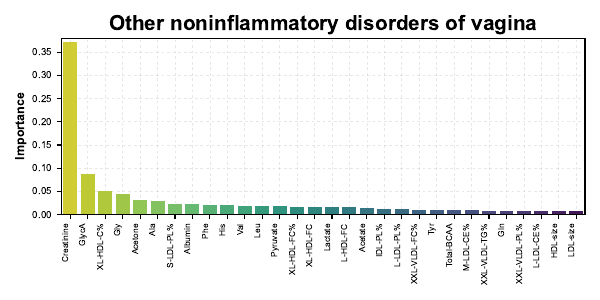 Other noninflammatory disorders of vagina
Importance
0.35
0.30
0.25
0.20
0.15
0.10
0.05
0.00
Creatinine
GlycA
XL-HDL-C%
Gly
Acetone
Ala
S-LDL-PL%
Albumin
Phe
His
Val
Leu
Pyruvate
XL-HDL-FC%
XL-HDL-FC
Lactate
L-HDL-FC
Acetate
IDL-PL%
L-LDL-PL%
XXL-VLDL-FC%
Tyr
Total-BCAA
M-LDL-CE%
XXL-VLDL-TG%
Gln
XXL-VLDL-PL%
L-LDL-CE%
HDL-size
LDL-size